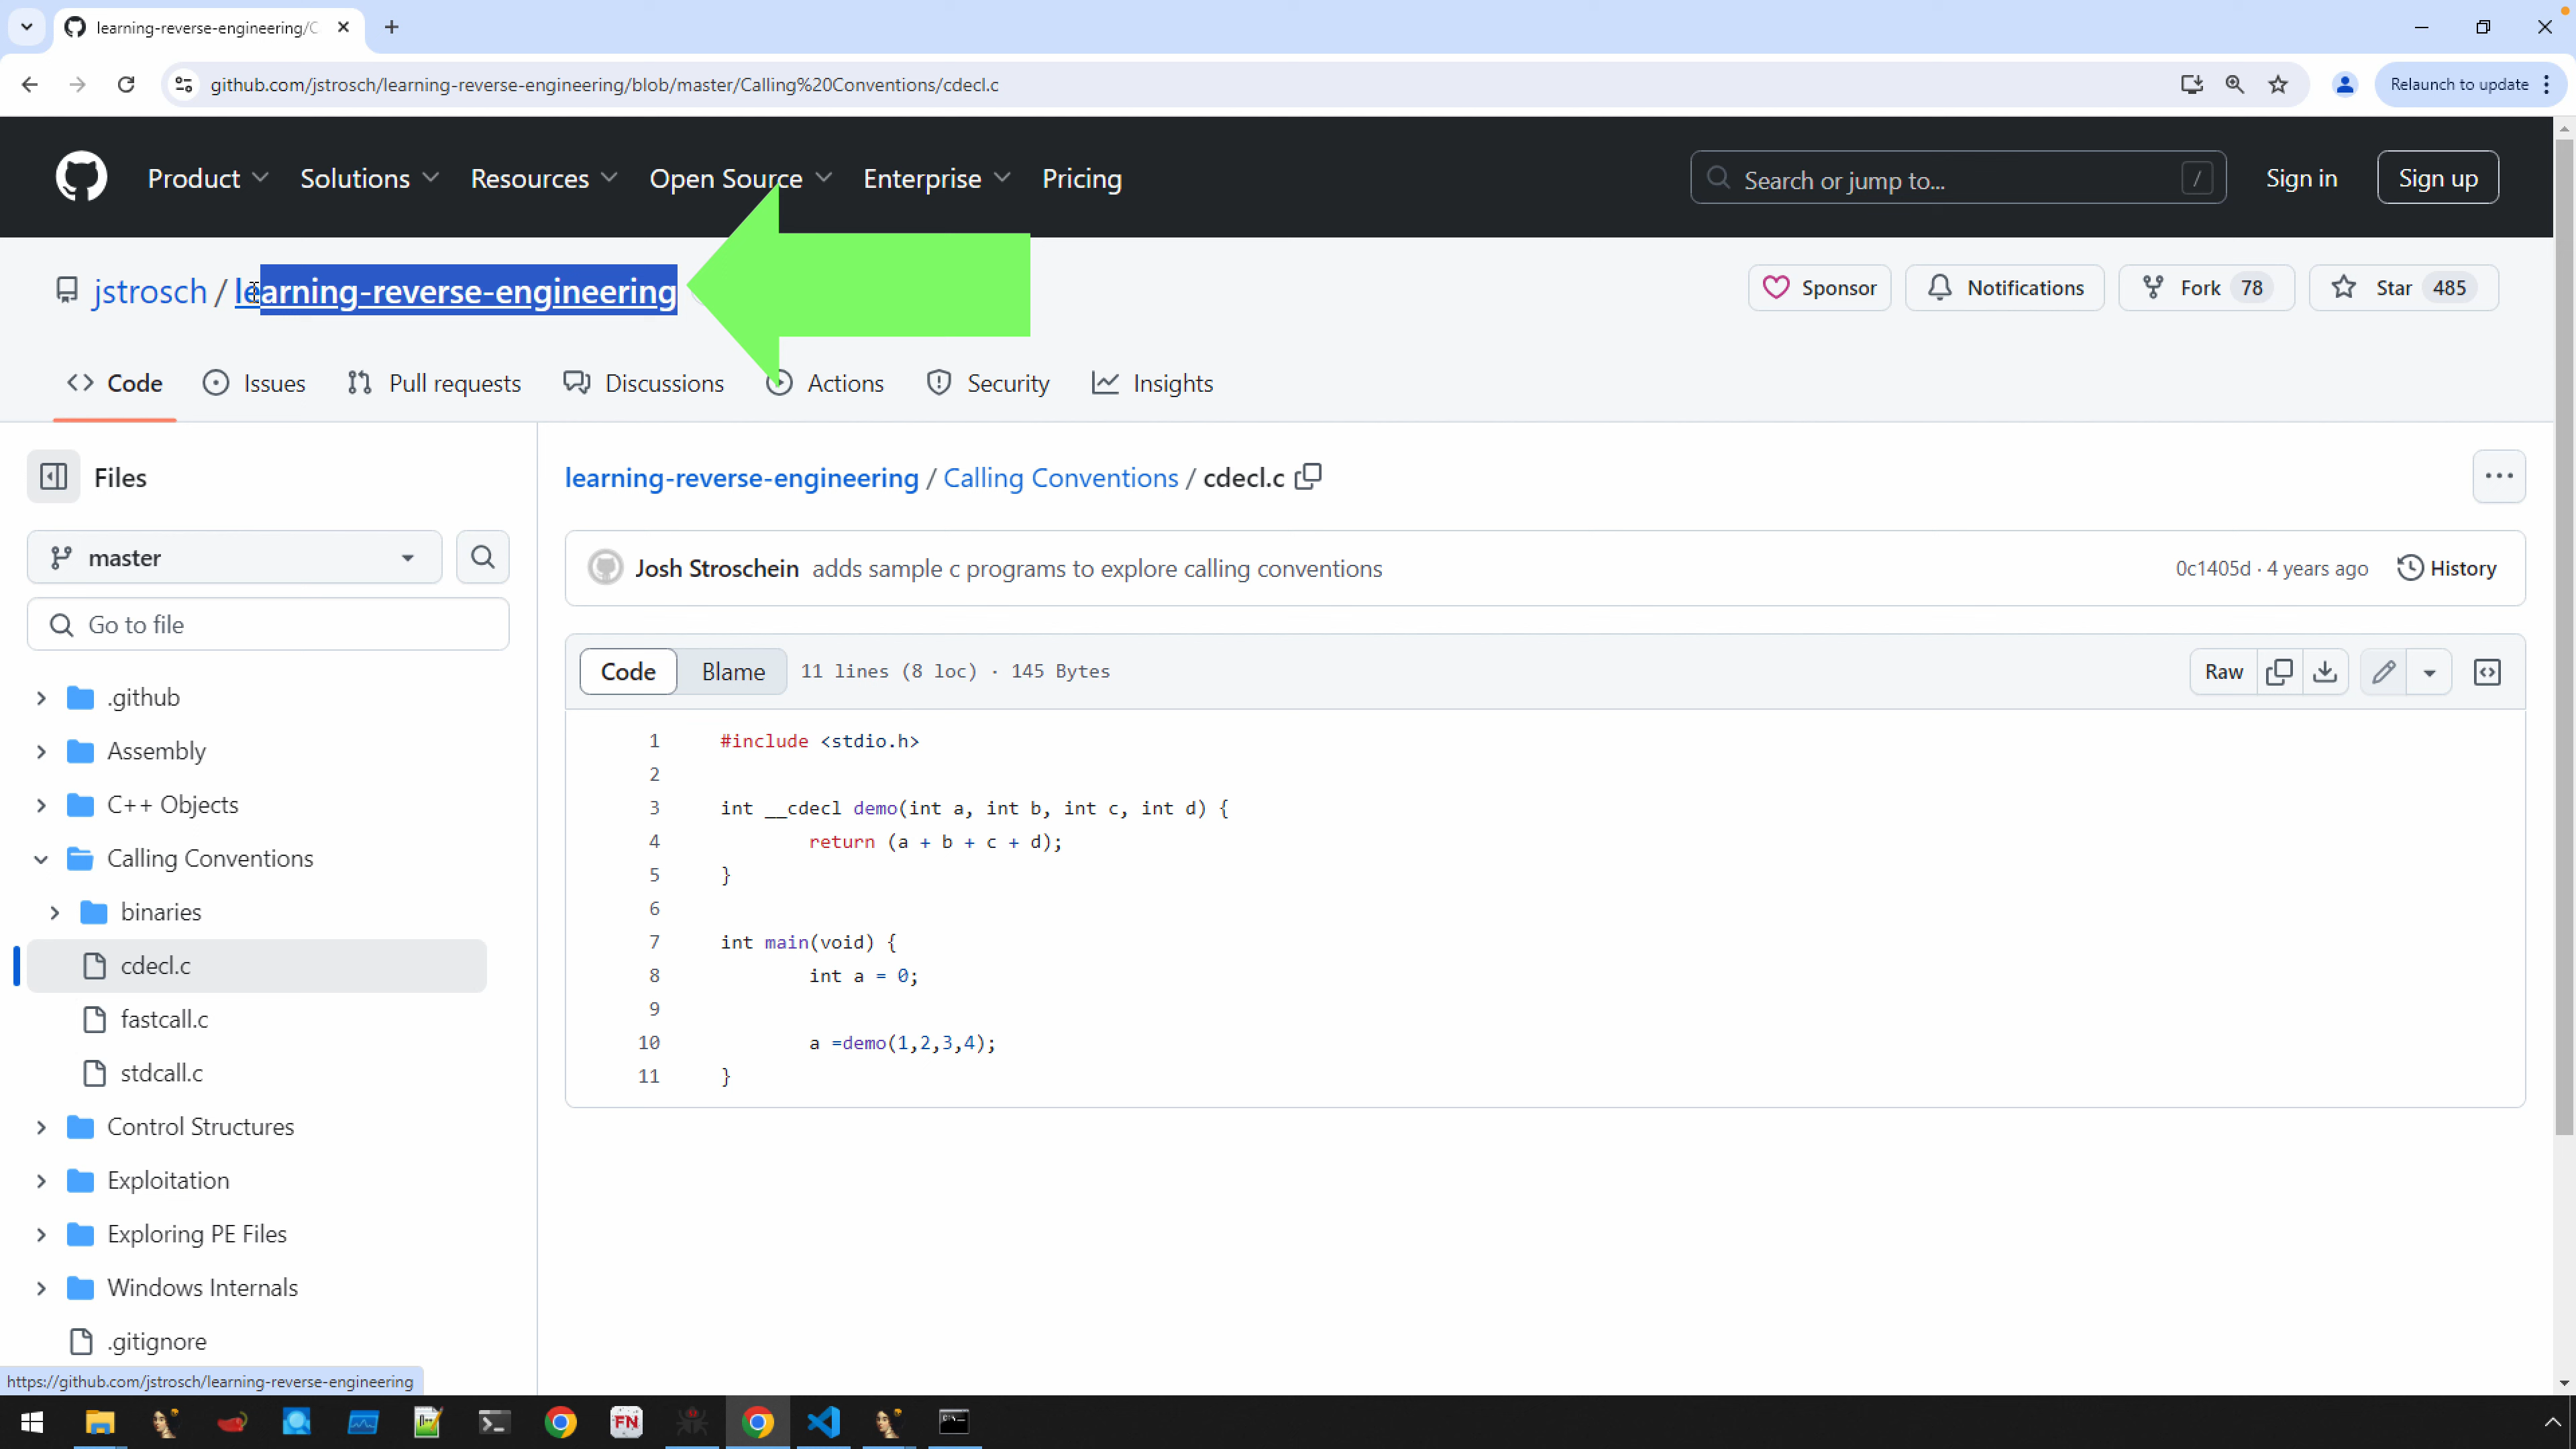 learning-reverse-engineering/C
github.com/jstrosch/learning-reverse-engineering/blob/master/Calling%20Conventions/cdecl.c
Relaunch to update
Product
Solutions
Resources
Open Source
Enterprise
Pricing
Search or jump to...
/
Sign in
Sign up
jstrosch / learning-reverse-engineering
Sponsor
Notifications
Fork 78
Star 485
Code
Issues
Pull requests
Discussions
Actions
Security
Insights
Files
master
Go to file
.github
Assembly
C++ Objects
Calling Conventions
binaries
cdecl.c
fastcall.c
stdcall.c
Control Structures
Exploitation
Exploring PE Files
Windows Internals
.gitignore
learning-reverse-engineering / Calling Conventions / cdecl.c
Josh Stroschein adds sample c programs to explore calling conventions
0c1405d · 4 years ago
History
Code
Blame
11 lines (8 loc) · 145 Bytes
Raw
1 #include <stdio.h>
2
3 int __cdecl demo(int a, int b, int c, int d) {
4 return (a + b + c + d);
5 }
6
7 int main(void) {
8 int a = 0;
9
10 a =demo(1,2,3,4);
11 }
https://github.com/jstrosch/learning-reverse-engineering
FN